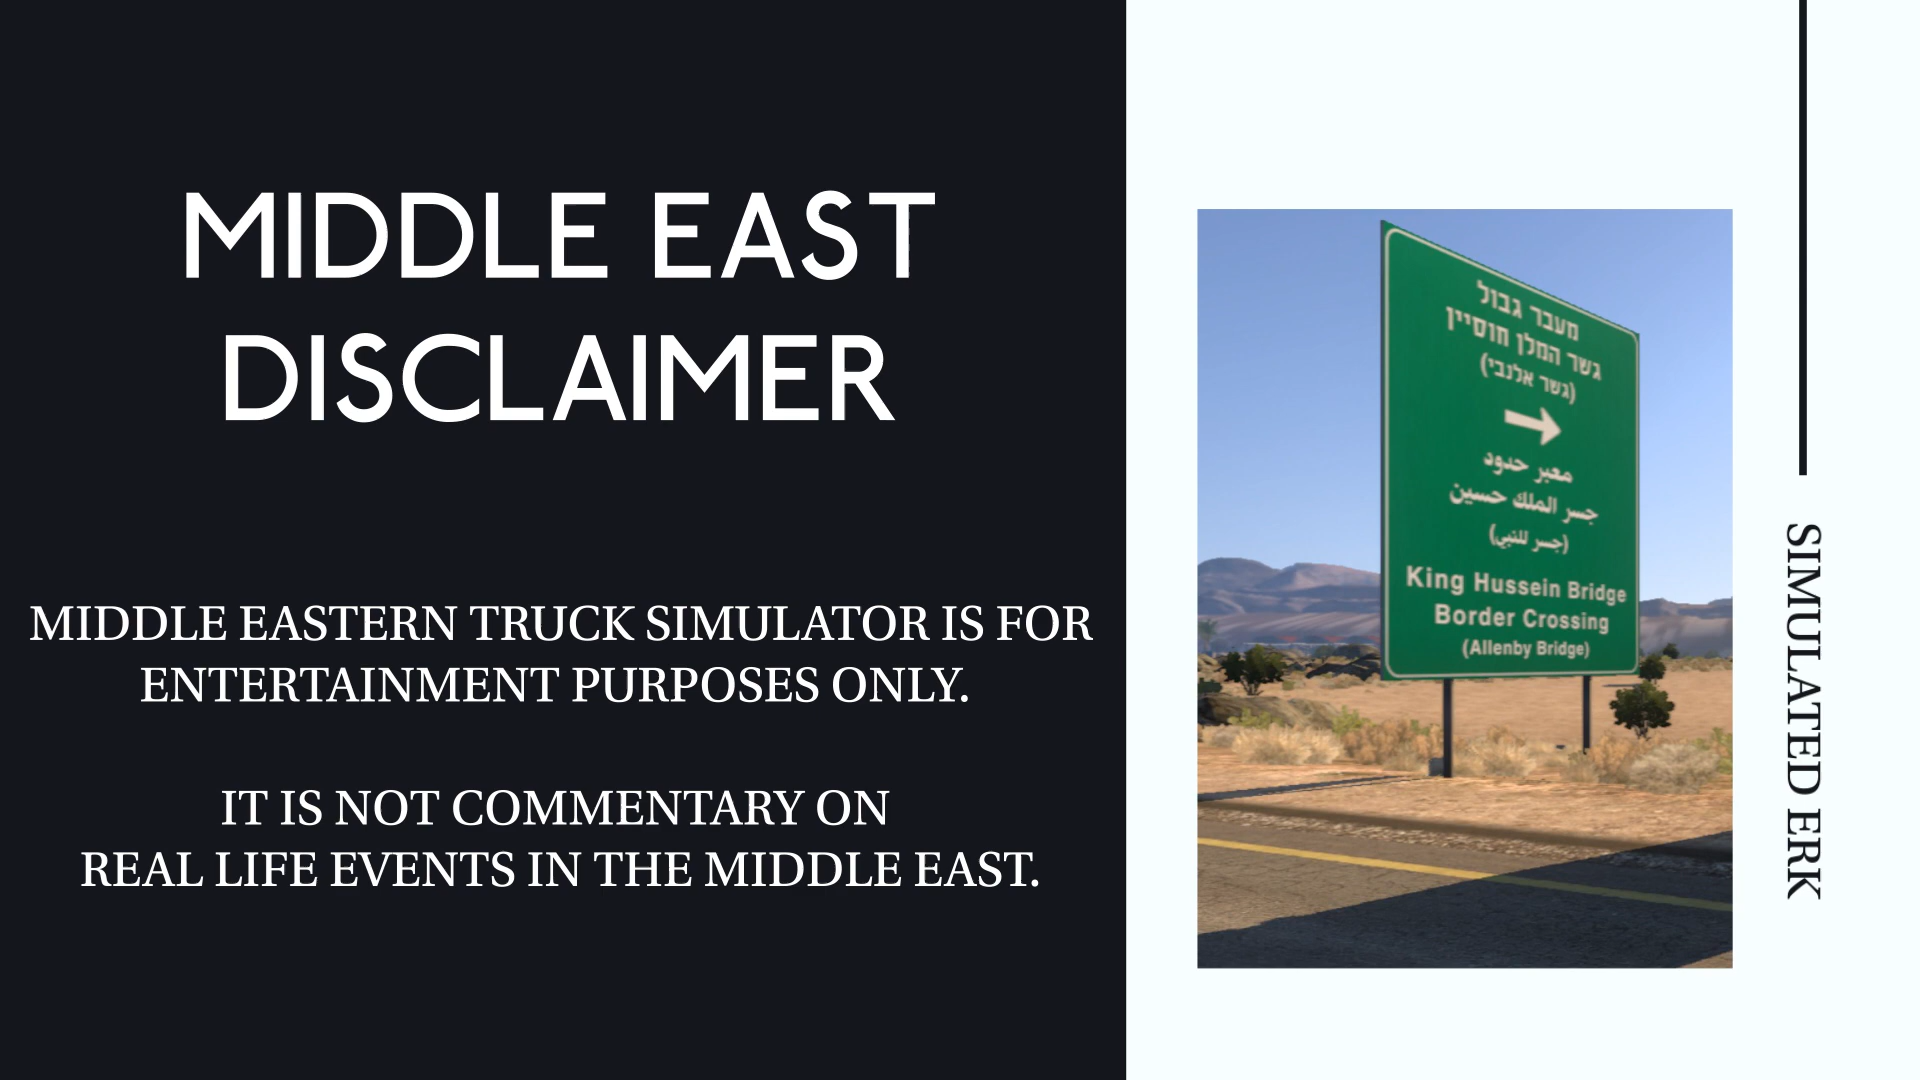 MIDDLE EAST
DISCLAIMER
MIDDLE EASTERN TRUCK SIMULATOR IS FOR
ENTERTAINMENT PURPOSES ONLY.
IT IS NOT COMMENTARY ON
REAL LIFE EVENTS IN THE MIDDLE EAST.
מעבר גבול
גשר המלן חוסיין
(גשר אלנבי)
معبر حدود
جسر الملك حسين
(جسر للنبي)
King Hussein Bridge
Border Crossing
(Allenby Bridge)
SIMULATED ERK